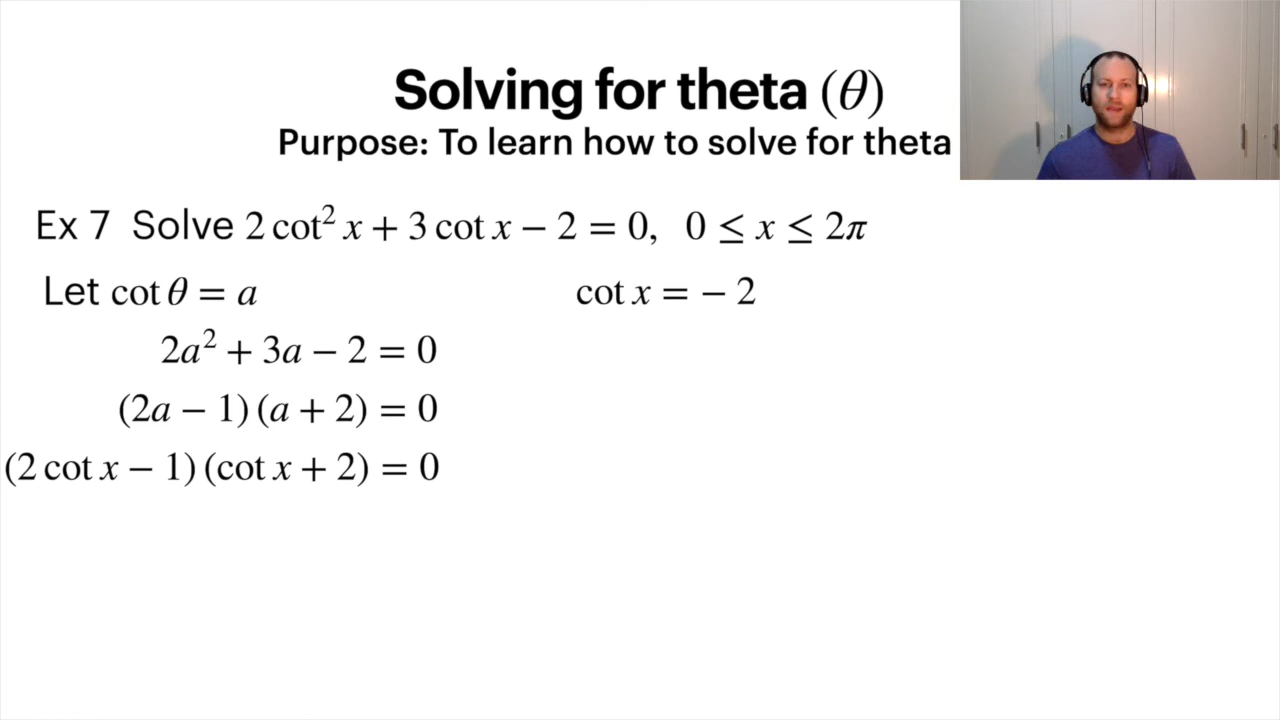 Solving for theta (θ)
Purpose: To learn how to solve for theta
Ex 7 Solve 2 cot² x + 3 cot x − 2 = 0, 0 ≤ x ≤ 2π
Let cot θ = a
cot x = − 2
2a² + 3a − 2 = 0
(2a − 1) (a + 2) = 0
(2 cot x − 1) (cot x + 2) = 0